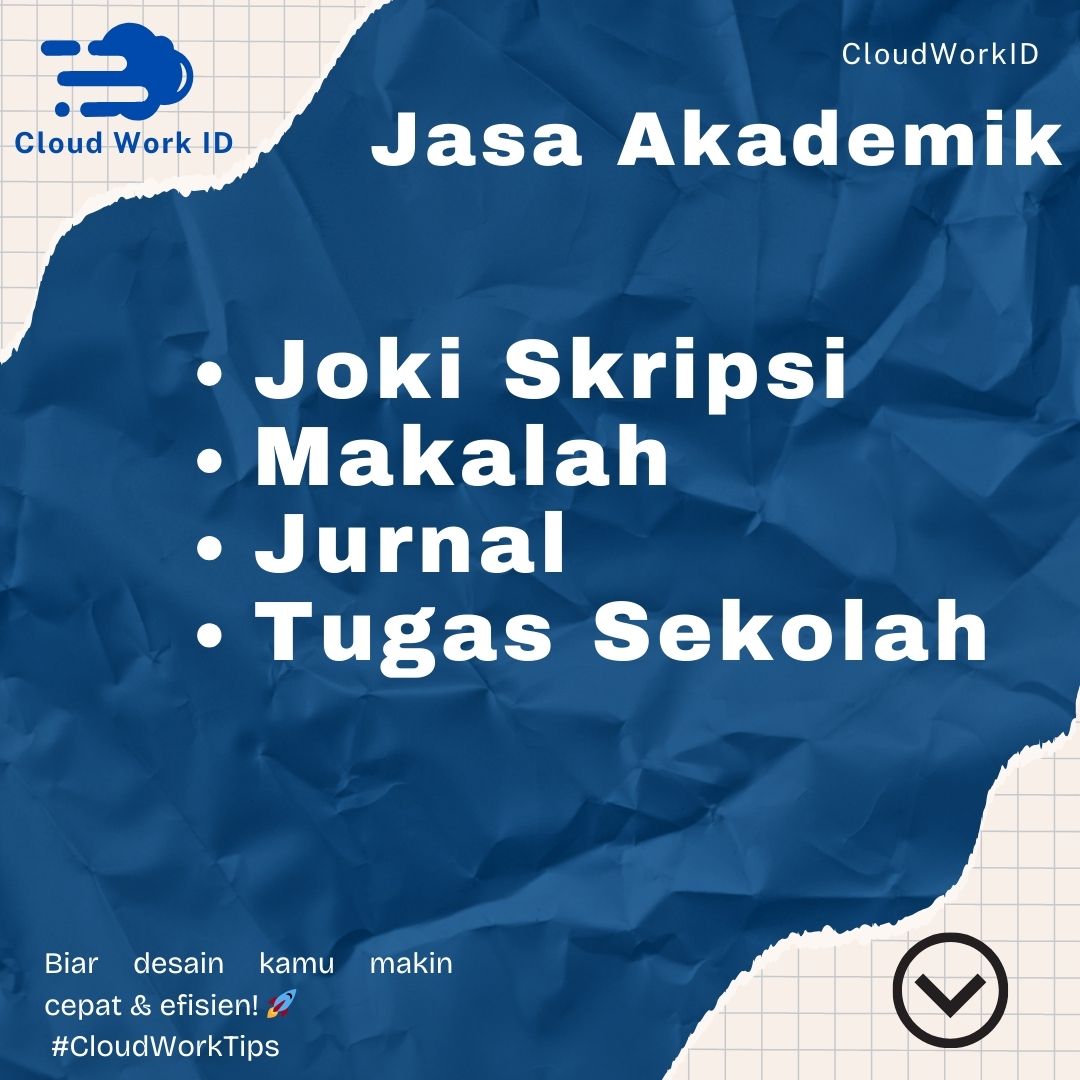 Cloud Work ID
CloudWorkID
Jasa Akademik
• Joki Skripsi
• Makalah
• Jurnal
• Tugas Sekolah
Biar desain kamu makin
cepat & efisien! 🚀
#CloudWorkTips